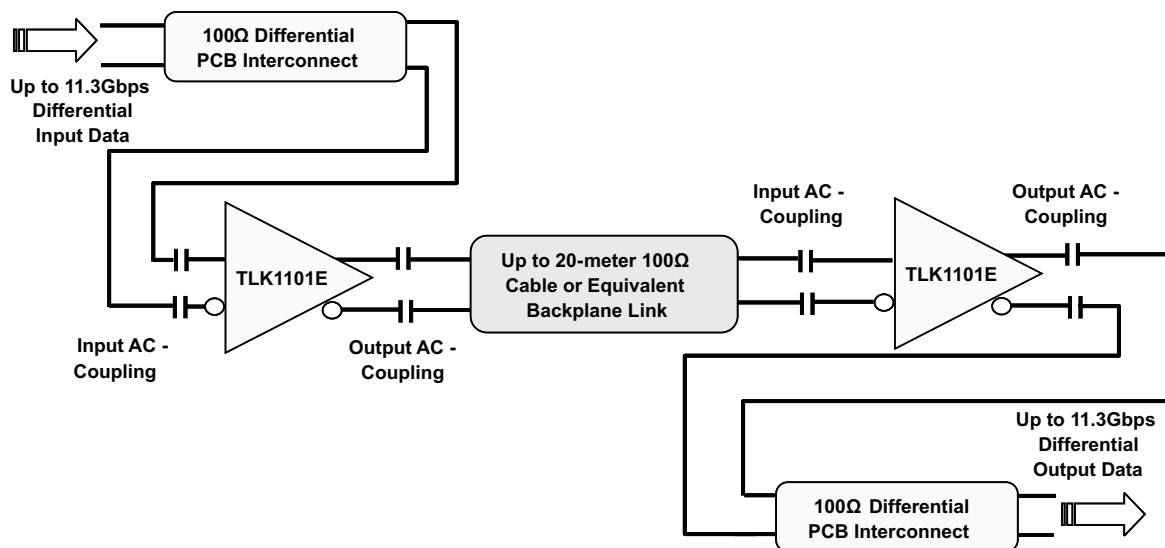 100Ω Differential
PCB Interconnect
Up to 11.3Gbps
Differential
Input Data
Input AC -
Coupling
Output AC -
Coupling
TLK1101E
Up to 20-meter 100Ω
Cable or Equivalent
Backplane Link
TLK1101E
Input AC -
Coupling
Output AC -
Coupling
Up to 11.3Gbps
Differential
Output Data
100Ω Differential
PCB Interconnect